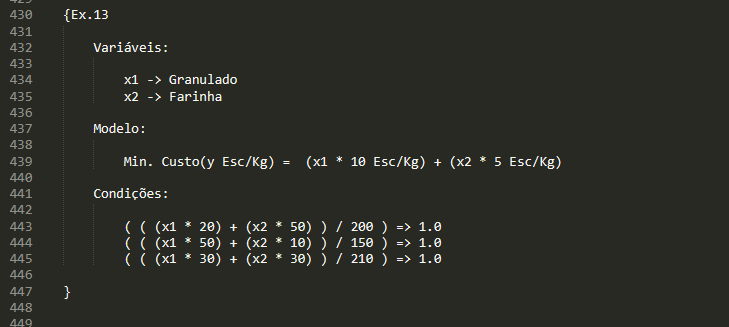 429
430 {Ex.13
431
432 Variáveis:
433
434 x1 -> Granulado
435 x2 -> Farinha
436
437 Modelo:
438
439 Min. Custo(y Esc/Kg) =  (x1 * 10 Esc/Kg) + (x2 * 5 Esc/Kg)
440
441 Condições:
442
443 ( ( (x1 * 20) + (x2 * 50) ) / 200 ) => 1.0
444 ( ( (x1 * 50) + (x2 * 10) ) / 150 ) => 1.0
445 ( ( (x1 * 30) + (x2 * 30) ) / 210 ) => 1.0
446
447 }
448
449